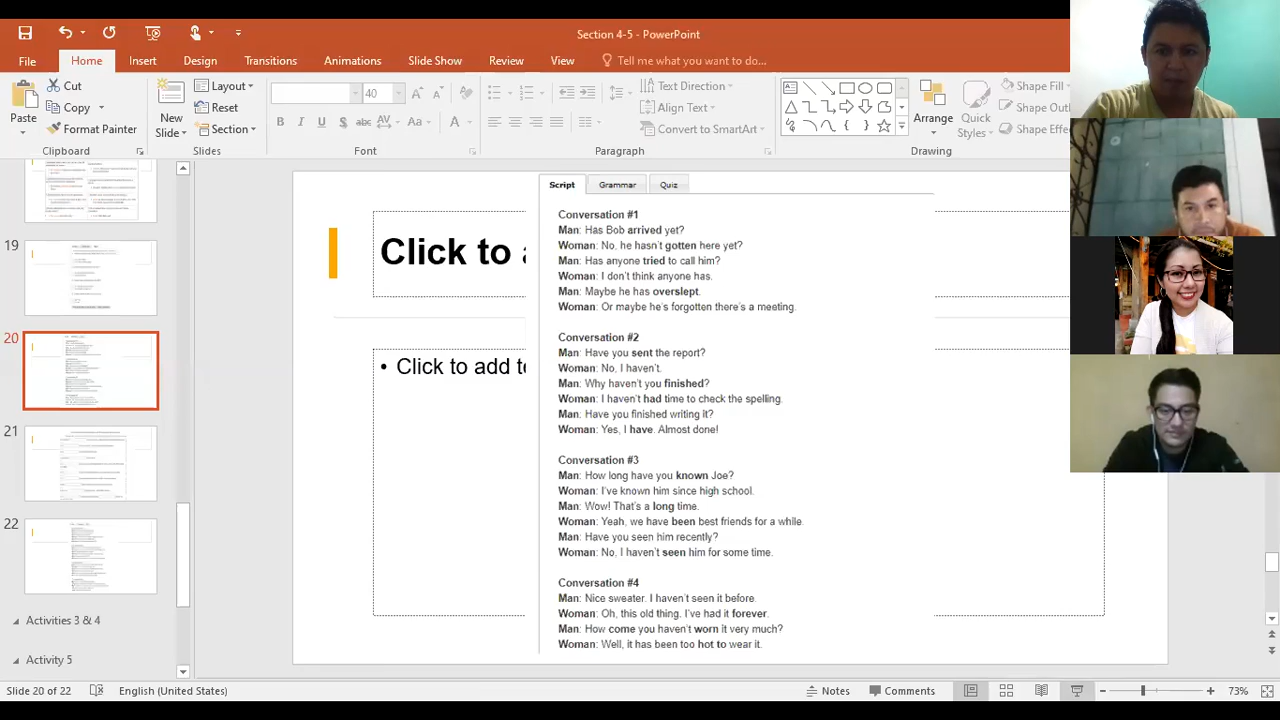 Section 4-5 - PowerPoint
File Home Insert Design Transitions Animations Slide Show Review View Tell me what you want to do...
Paste
Cut
Copy
Format Painter
Clipboard
New
Slide
Layout
Reset
Section
Slides
40
B I U S abc AV Aa A
Font
Text Direction
Align Text
Convert to SmartArt
Paragraph
Arrange
Quick
Styles
Shape Fill
Shape Out
Shape Effe
Drawing
19
20
21
22
Activities 3 & 4
Activity 5
Script Grammar Quiz
Click to
Click to add te
Conversation #1
Man: Has Bob arrived yet?
Woman: No, he hasn't gotten here yet?
Man: Has anyone tried to call him?
Woman: I don't think anyone has.
Man: Maybe he has overslept.
Woman: Or maybe he's forgotten there's a meeting.
Conversation #2
Man: Have you sent the report?
Woman: No, I haven't.
Man: Why haven't you finished?
Woman: I haven't had time to check the spelling.
Man: Have you finished writing it?
Woman: Yes, I have. Almost done!
Conversation #3
Man: How long have you known Joe?
Woman: I've known him since high school.
Man: Wow! That's a long time.
Woman: Yeah, we have been best friends for a while.
Man: Have you seen him recently?
Woman: No, I haven't seen him for some time
Conversation #4
Man: Nice sweater. I haven't seen it before.
Woman: Oh, this old thing. I've had it forever.
Man: How come you haven't worn it very much?
Woman: Well, it has been too hot to wear it.
Slide 20 of 22 English (United States) Notes Comments 73%